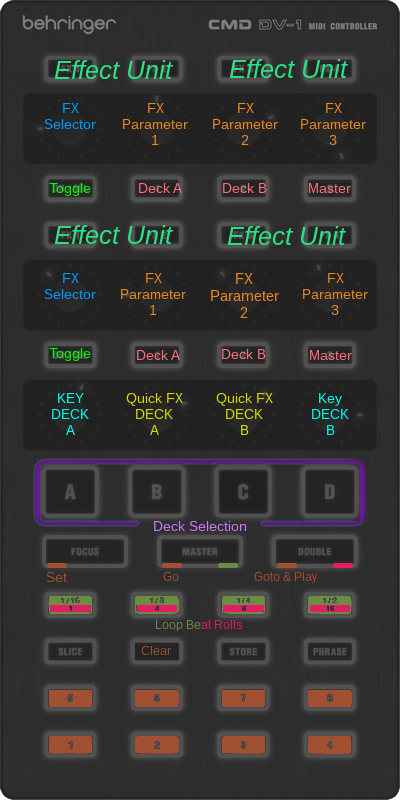 behringer CMD DV-1 MIDI CONTROLLER
Effect Unit Effect Unit
FX FX FX FX
Selector Parameter Parameter Parameter
1 2 3
Toggle Deck A Deck B Master
Effect Unit Effect Unit
FX FX FX FX
Selector Parameter Parameter Parameter
1 2 3
Toggle Deck A Deck B Master
KEY Quick FX Quick FX Key
DECK DECK DECK DECK
A A B B
A B C D
Deck Selection
FOCUS MASTER DOUBLE
Set Go Goto & Play
1/16 1/8 1/4 1/2
1 4 8 16
Loop Beat Rolls
SLICE Clear STORE PHRASE
5 6 7 8
1 2 3 4